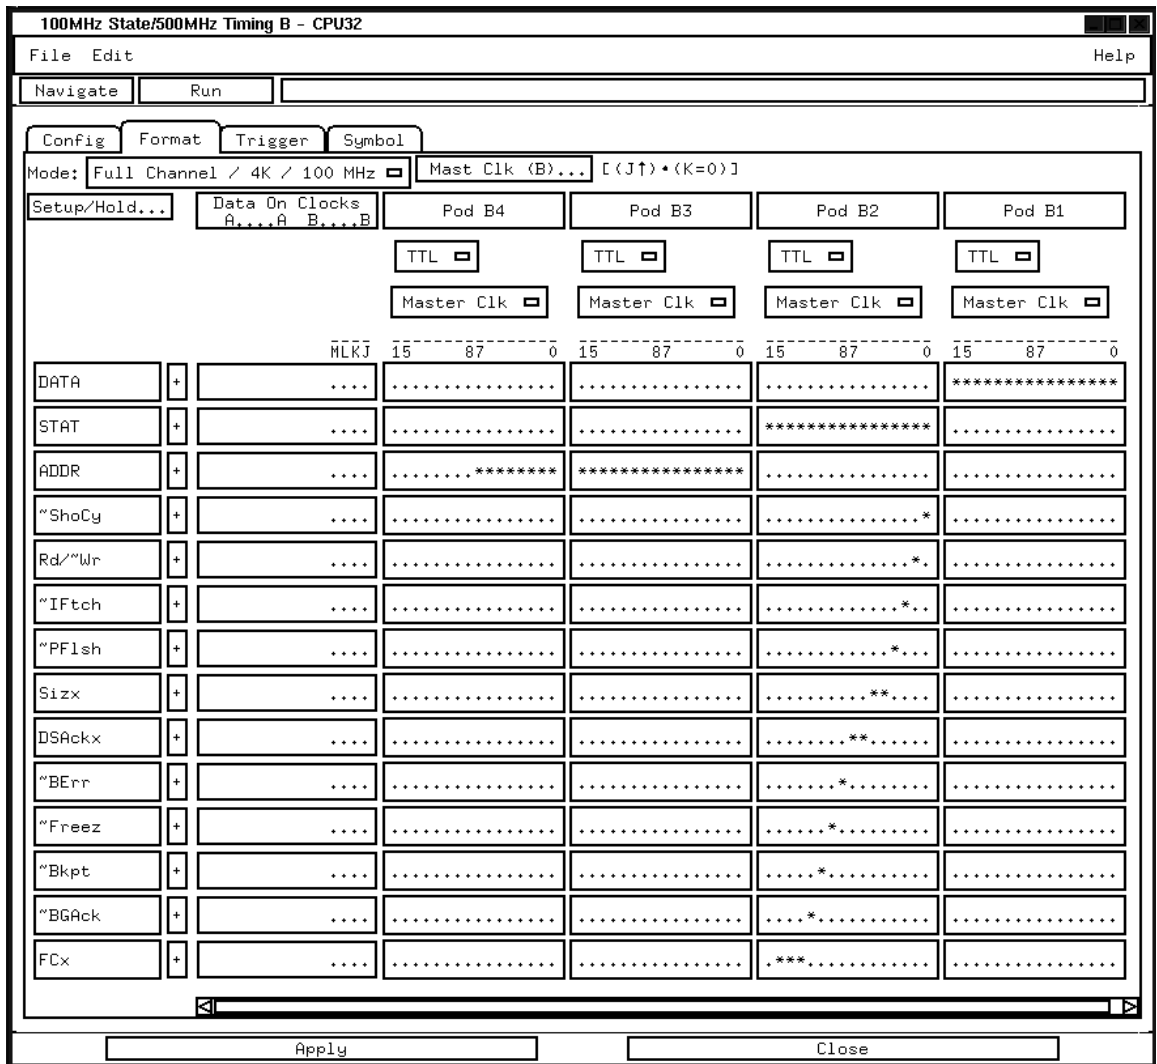 100MHz State/500MHz Timing B - CPU32
File Edit Help
Navigate Run
Config Format Trigger Symbol
Mode: Full Channel / 4K / 100 MHz Mast Clk (B)... [(J↑)•(K=0)]
Setup/Hold... Data On Clocks Pod B4 Pod B3 Pod B2 Pod B1
A....A B....B
TTL TTL TTL TTL
Master Clk Master Clk Master Clk Master Clk
MLKJ 15 87 0 15 87 0 15 87 0 15 87 0
DATA + .... ................ ................ ................ ****************
STAT + .... ................ ................ **************** ................
ADDR + .... ........******** **************** ................ ................
~ShoCy + .... ................ ................ ...............* ................
Rd/~Wr + .... ................ ................ ..............*. ................
~IFtch + .... ................ ................ .............*.. ................
~PFlsh + .... ................ ................ ............*... ................
Sizx + .... ................ ................ ..........**.... ................
DSAckx + .... ................ ................ ........**...... ................
~BErr + .... ................ ................ .......*........ ................
~Freez + .... ................ ................ ......*......... ................
~Bkpt + .... ................ ................ .....*.......... ................
~BGAck + .... ................ ................ ....*........... ................
FCx + .... ................ ................ .***............ ................
Apply Close